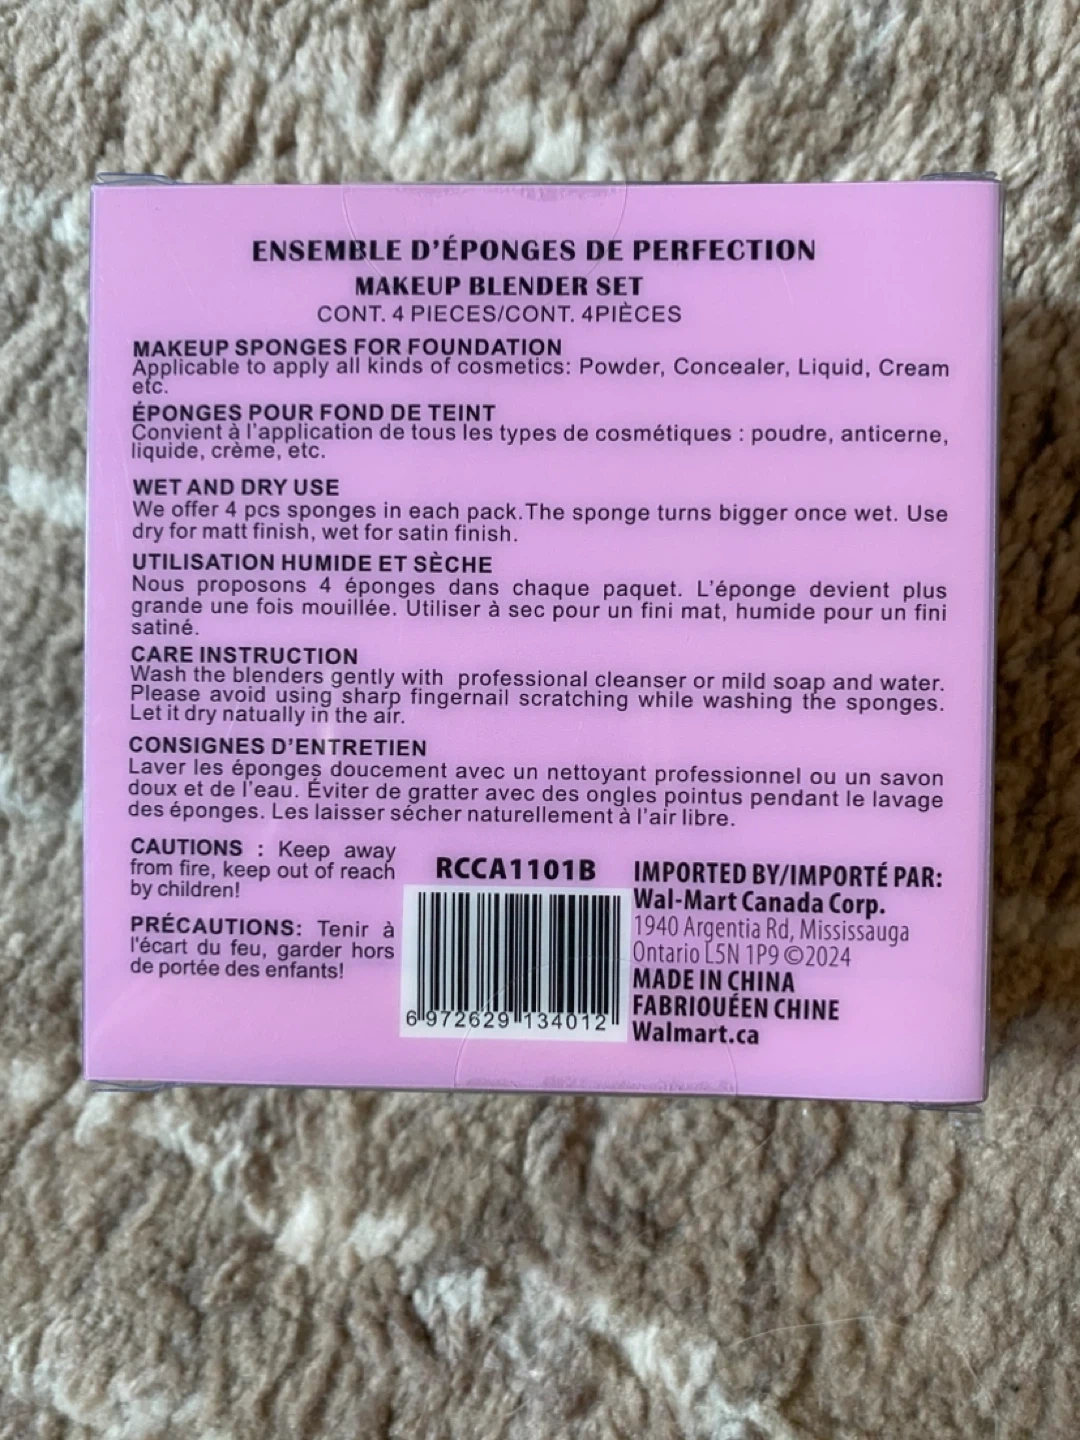 ENSEMBLE D'ÉPONGES DE PERFECTION
MAKEUP BLENDER SET
CONT. 4 PIECES/CONT. 4PIÈCES
MAKEUP SPONGES FOR FOUNDATION
Applicable to apply all kinds of cosmetics: Powder, Concealer, Liquid, Cream
etc.
ÉPONGES POUR FOND DE TEINT
Convient à l'application de tous les types de cosmétiques : poudre, anticerne,
liquide, crème, etc.
WET AND DRY USE
We offer 4 pcs sponges in each pack.The sponge turns bigger once wet. Use
dry for matt finish, wet for satin finish.
UTILISATION HUMIDE ET SÈCHE
Nous proposons 4 éponges dans chaque paquet. L'éponge devient plus
grande une fois mouillée. Utiliser à sec pour un fini mat, humide pour un fini
satiné.
CARE INSTRUCTION
Wash the blenders gently with professional cleanser or mild soap and water.
Please avoid using sharp fingernail scratching while washing the sponges.
Let it dry natually in the air.
CONSIGNES D'ENTRETIEN
Laver les éponges doucement avec un nettoyant professionnel ou un savon
doux et de l'eau. Éviter de gratter avec des ongles pointus pendant le lavage
des éponges. Les laisser sécher naturellement à l'air libre.
CAUTIONS : Keep away
from fire, keep out of reach
by children!
PRÉCAUTIONS: Tenir à
l'écart du feu, garder hors
de portée des enfants!
RCCA1101B
6 972629 134012
IMPORTED BY/IMPORTÉ PAR:
Wal-Mart Canada Corp.
1940 Argentia Rd, Mississauga
Ontario L5N 1P9 ©2024
MADE IN CHINA
FABRIOUÉEN CHINE
Walmart.ca